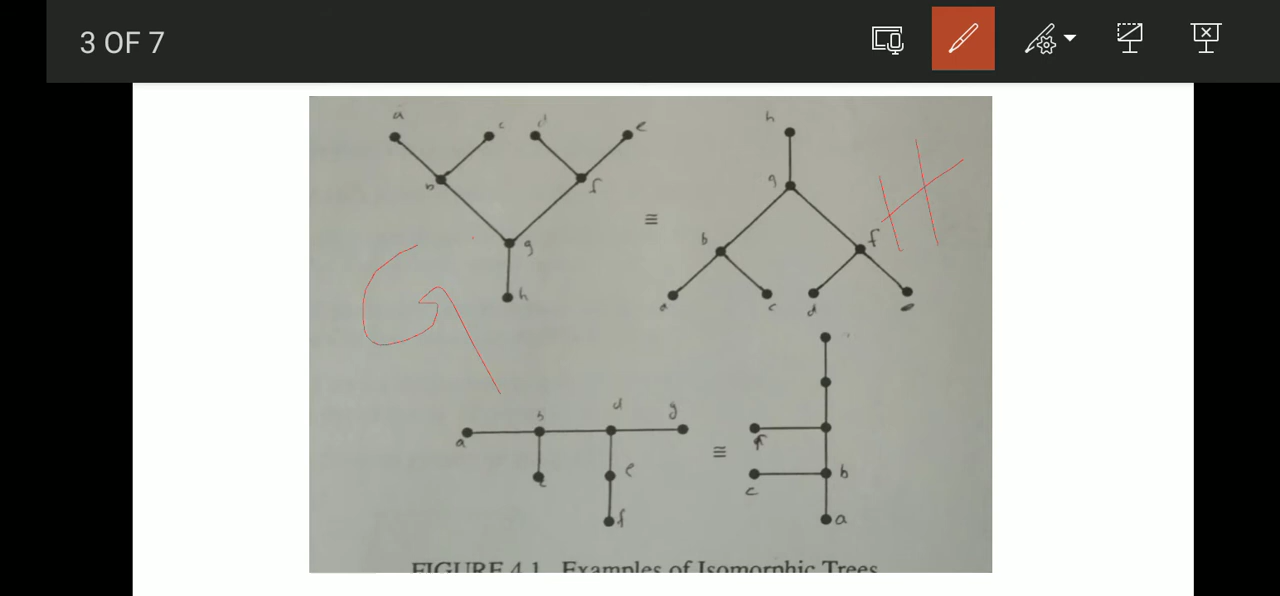 3 OF 7
a c d e
b f
g
h
G
≅
h
g
b f
a c d e
H
a b d g
c e
f
≅
c b
a
FIGURE 4.1 Examples of Isomorphic Trees